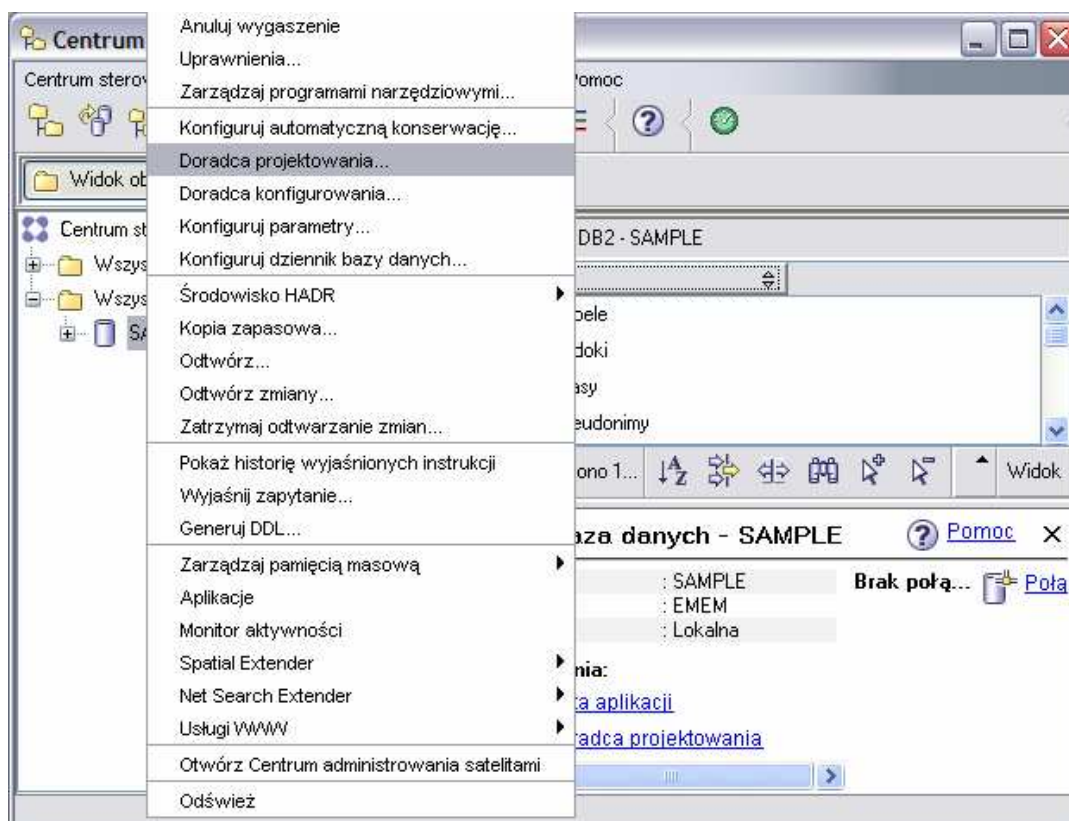 Centrum
Centrum sterow
Pomoc
Widok ob
Centrum st
Wszys
Wszys
SA
Anuluj wygaszenie
Uprawnienia...
Zarządzaj programami narzędziowymi...
Konfiguruj automatyczną konserwację...
Doradca projektowania...
Doradca konfigurowania...
Konfiguruj parametry...
Konfiguruj dziennik bazy danych...
Środowisko HADR
Kopia zapasowa...
Odtwórz...
Odtwórz zmiany...
Zatrzymaj odtwarzanie zmian...
Pokaż historię wyjaśnionych instrukcji
Wyjaśnij zapytanie...
Generuj DDL...
Zarządzaj pamięcią masową
Aplikacje
Monitor aktywności
Spatial Extender
Net Search Extender
Usługi WWW
Otwórz Centrum administrowania satelitami
Odśwież
DB2 - SAMPLE
bele
doki
asy
eudonimy
ono 1...
Widok
aza danych - SAMPLE
Pomoc
: SAMPLE
: EMEM
: Lokalna
Brak połą...
Połą
nia:
ta aplikacji
radca projektowania